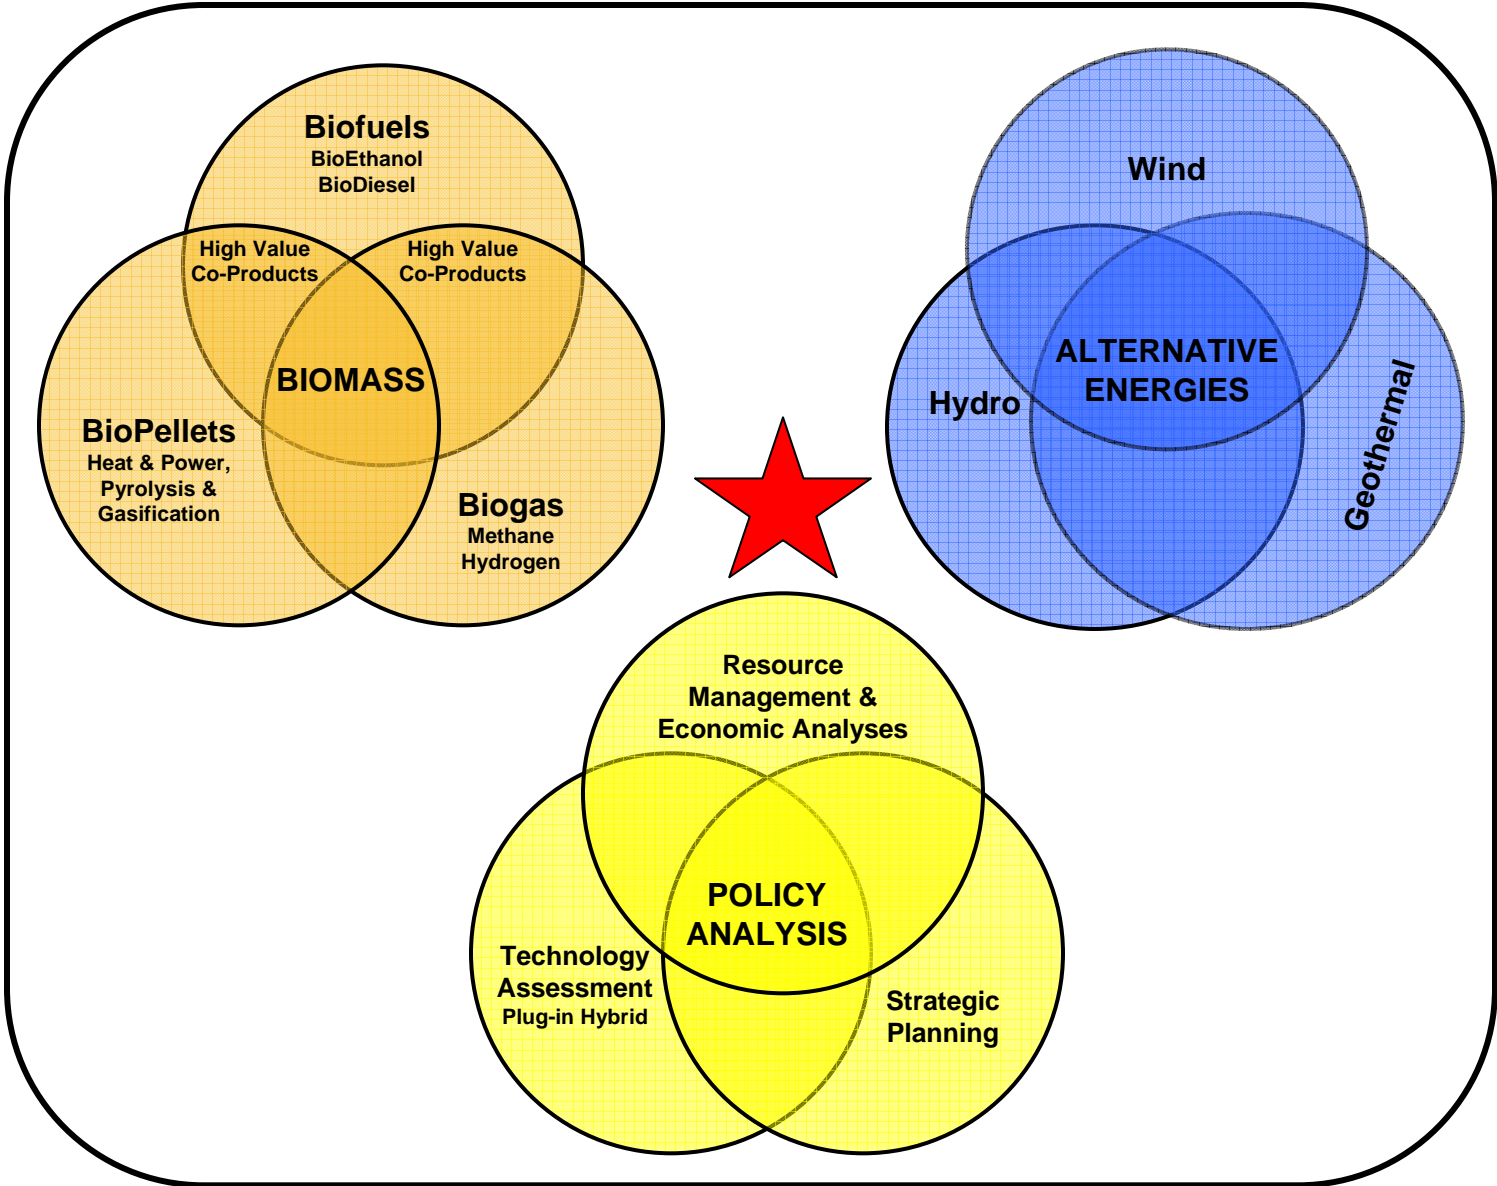 Biofuels
BioEthanol
BioDiesel
High Value
Co-Products
High Value
Co-Products
BIOMASS
BioPellets
Heat & Power,
Pyrolysis &
Gasification
Biogas
Methane
Hydrogen
Wind
ALTERNATIVE
ENERGIES
Hydro
Geothermal
Resource
Management &
Economic Analyses
POLICY
ANALYSIS
Technology
Assessment
Plug-in Hybrid
Strategic
Planning